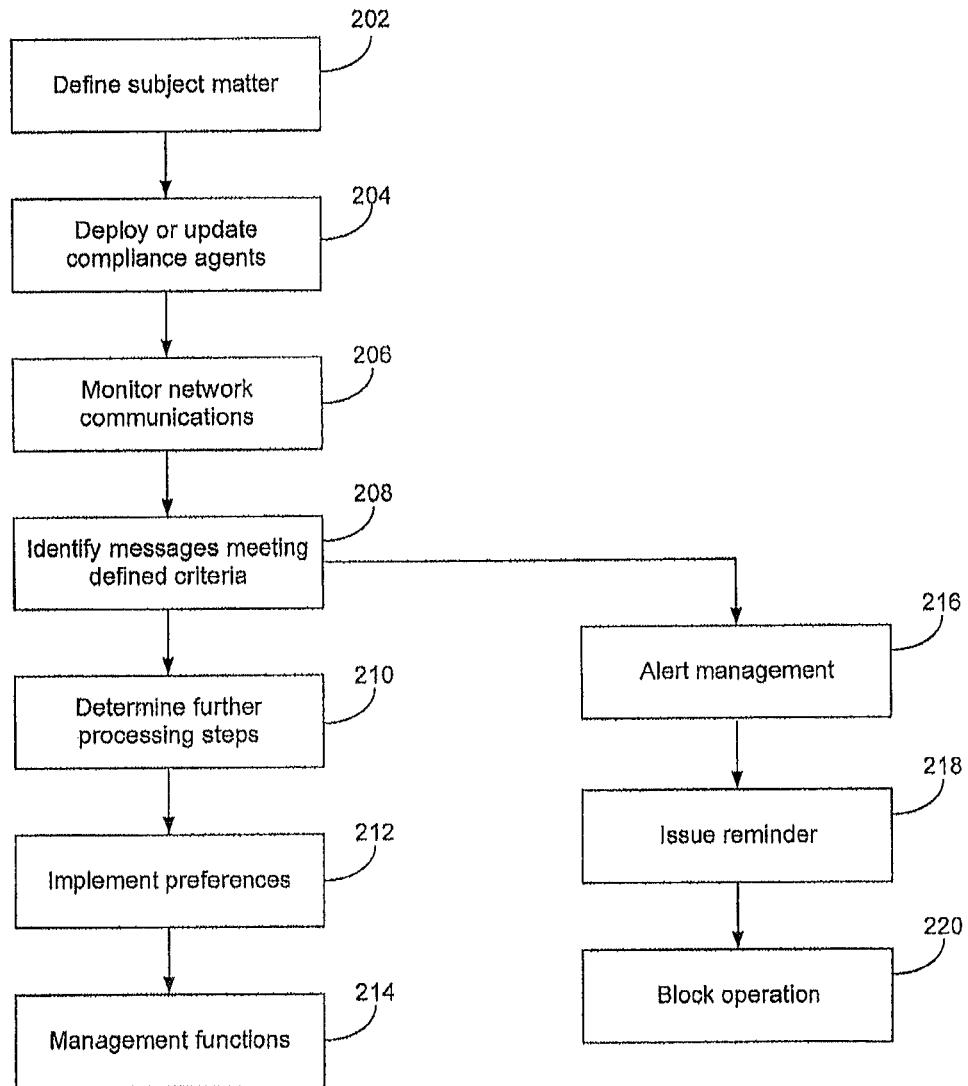 202
Define subject matter
204
Deploy or update
compliance agents
206
Monitor network
communications
208
Identify messages meeting
defined criteria
210
Determine further
processing steps
212
Implement preferences
214
Management functions
216
Alert management
218
Issue reminder
220
Block operation